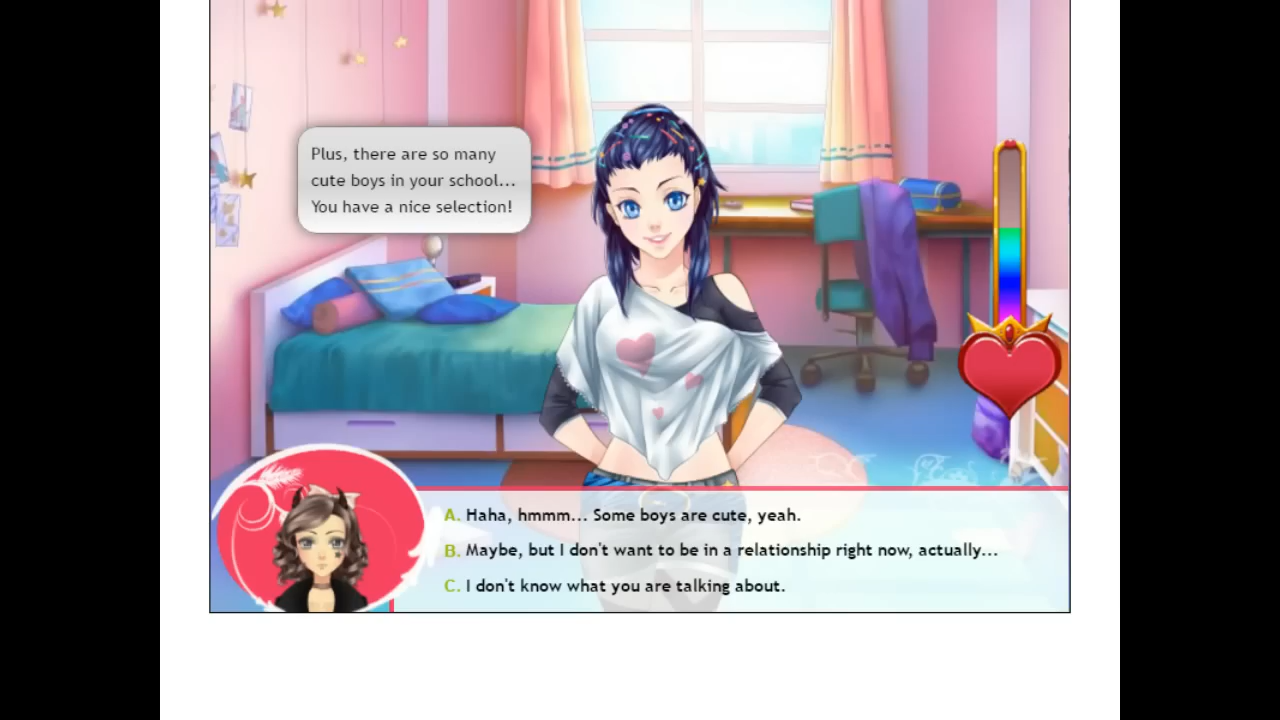 Plus, there are so many
cute boys in your school...
You have a nice selection!
A. Haha, hmmm... Some boys are cute, yeah.
B. Maybe, but I don't want to be in a relationship right now, actually...
C. I don't know what you are talking about.